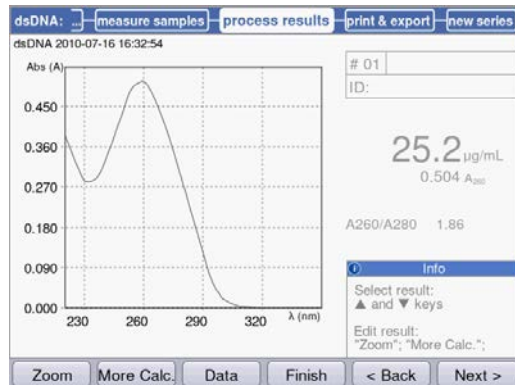 dsDNA: ... measure samples process results print & export new series
dsDNA 2010-07-16 16:32:54
Abs (A)
0.450
0.360
0.270
0.180
0.090
0.000
230 260 290 320 λ (nm)
# 01
ID:
25.2 µg/mL
0.504 A260
A260/A280 1.86
Info
Select result:
▲ and ▼ keys
Edit result:
"Zoom"; "More Calc.";
Zoom More Calc. Data Finish < Back Next >